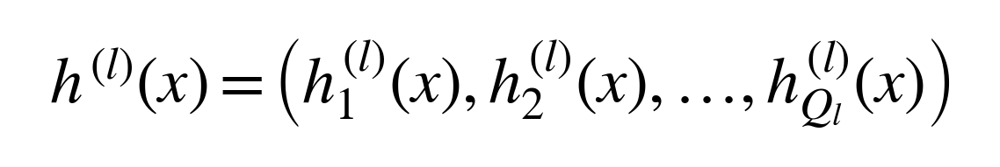 h^{(l)}(x) = \left( h_1^{(l)}(x), h_2^{(l)}(x), \ldots, h_{Q_l}^{(l)}(x) \right)